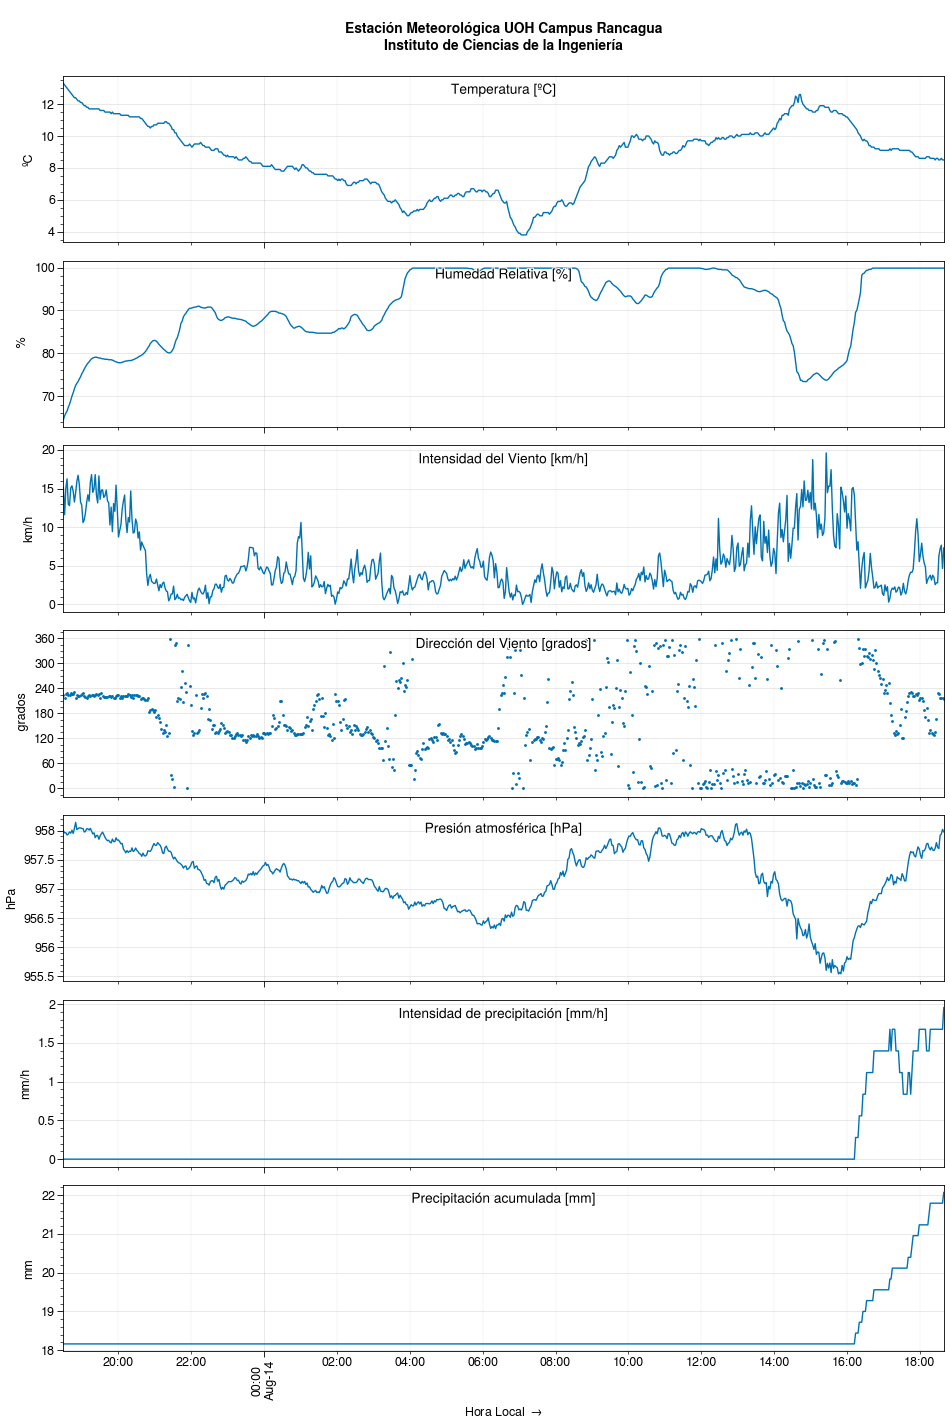 Estación Meteorológica UOH Campus Rancagua
Instituto de Ciencias de la Ingeniería
Temperatura [ºC]
ºC
12
10
8
6
4
Humedad Relativa [%]
%
100
90
80
70
Intensidad del Viento [km/h]
km/h
20
15
10
5
0
Dirección del Viento [grados]
grados
360
300
240
180
120
60
0
Presión atmosférica [hPa]
hPa
958
957.5
957
956.5
956
955.5
Intensidad de precipitación [mm/h]
mm/h
2
1.5
1
0.5
0
Precipitación acumulada [mm]
mm
22
21
20
19
18
20:00 22:00 00:00 02:00 04:00 06:00 08:00 10:00 12:00 14:00 16:00 18:00
Aug-14
Hora Local →